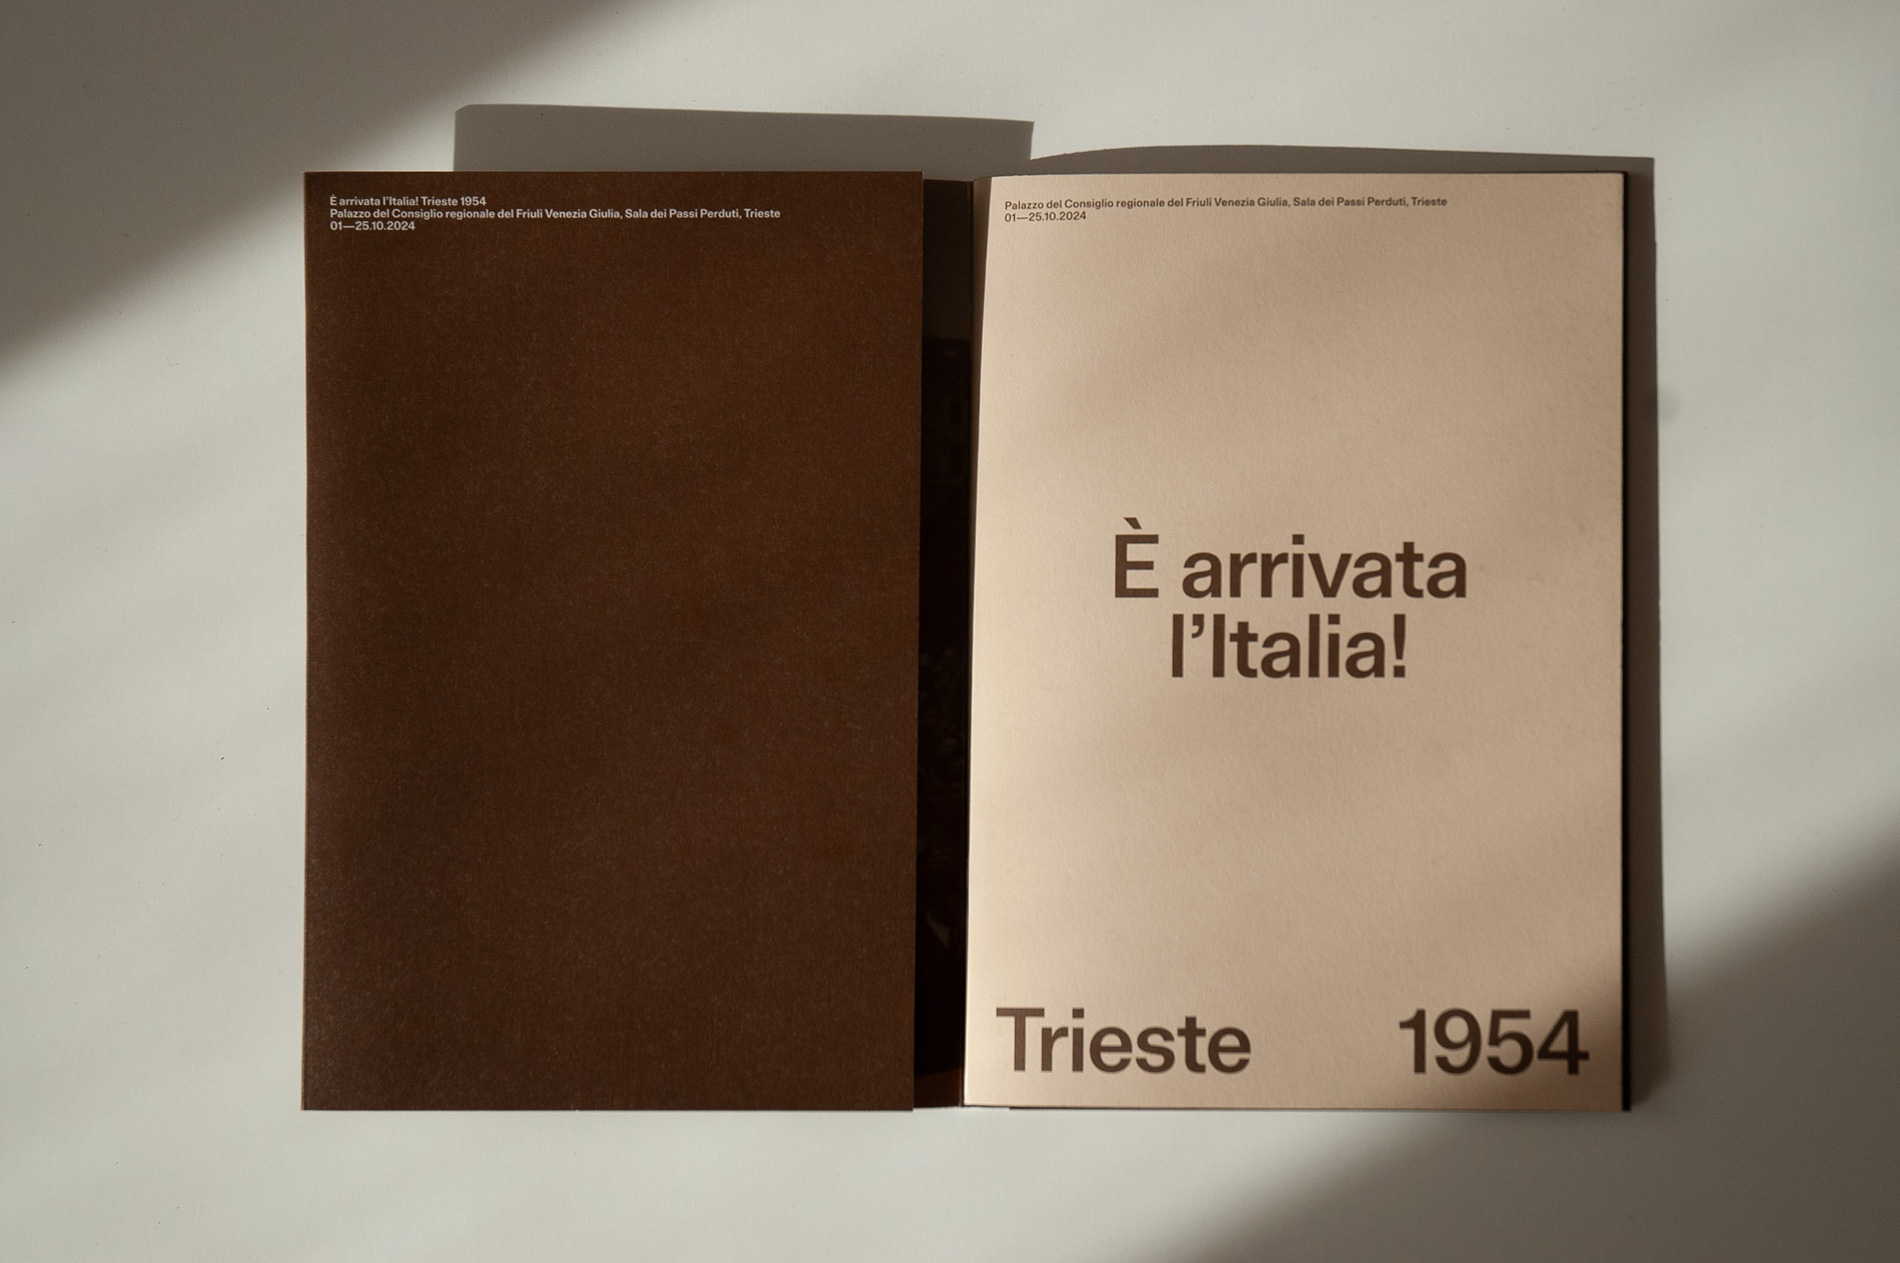 È arrivata l'Italia! Trieste 1954
Palazzo del Consiglio regionale del Friuli Venezia Giulia, Sala dei Passi Perduti, Trieste
01—25.10.2024
Palazzo del Consiglio regionale del Friuli Venezia Giulia, Sala dei Passi Perduti, Trieste
01—25.10.2024
È arrivata
l’Italia!
Trieste 1954